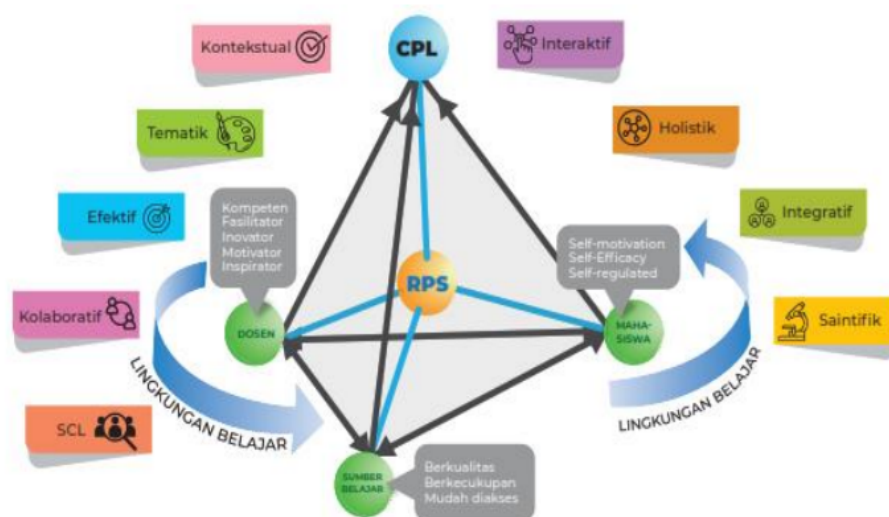 Kontekstual
CPL
Interaktif
Tematik
Holistik
Efektif
Kompeten
Fasilitator
Inovator
Motivator
Inspirator
Self-motivation
Self-Efficacy
Self-regulated
Integratif
RPS
Kolaboratif
DOSEN
MAHA-
SISWA
Saintifik
LINGKUNGAN BELAJAR
LINGKUNGAN BELAJAR
SCL
SUMBER
BELAJAR
Berkualitas
Berkecukupan
Mudah diakses